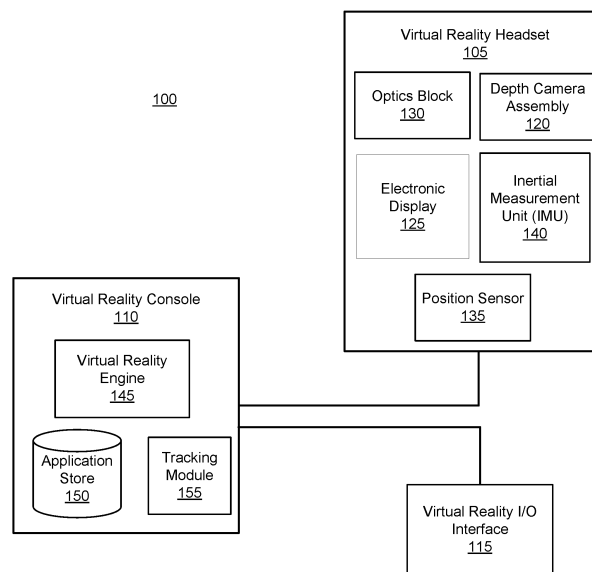 Virtual Reality Headset
105
100
Optics Block
130
Depth Camera
Assembly
120
Electronic
Display
125
Inertial
Measurement
Unit (IMU)
140
Position Sensor
135
Virtual Reality Console
110
Virtual Reality
Engine
145
Application
Store
150
Tracking
Module
155
Virtual Reality I/O
Interface
115